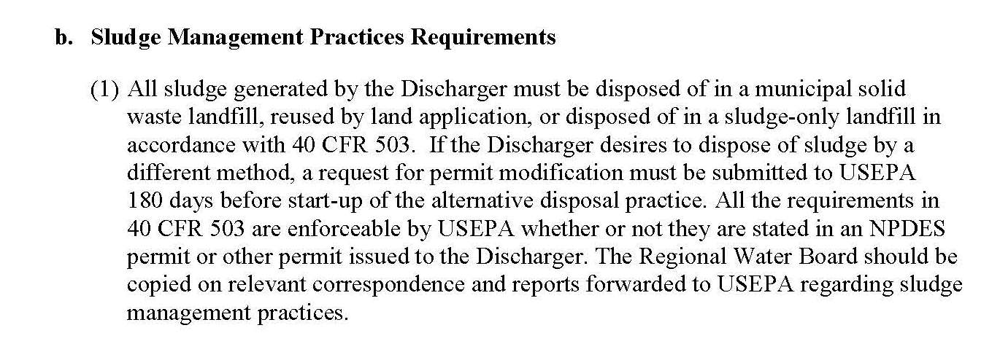 b. Sludge Management Practices Requirements
(1) All sludge generated by the Discharger must be disposed of in a municipal solid
waste landfill, reused by land application, or disposed of in a sludge-only landfill in
accordance with 40 CFR 503. If the Discharger desires to dispose of sludge by a
different method, a request for permit modification must be submitted to USEPA
180 days before start-up of the alternative disposal practice. All the requirements in
40 CFR 503 are enforceable by USEPA whether or not they are stated in an NPDES
permit or other permit issued to the Discharger. The Regional Water Board should be
copied on relevant correspondence and reports forwarded to USEPA regarding sludge
management practices.